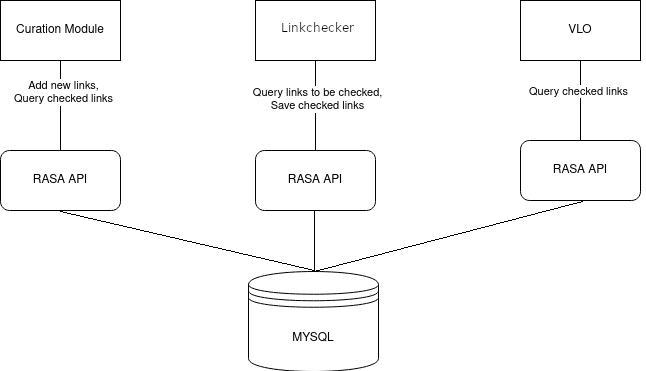 Curation Module
Linkchecker
VLO
Add new links,
Query checked links
Query links to be checked,
Save checked links
Query checked links
RASA API
RASA API
RASA API
MYSQL